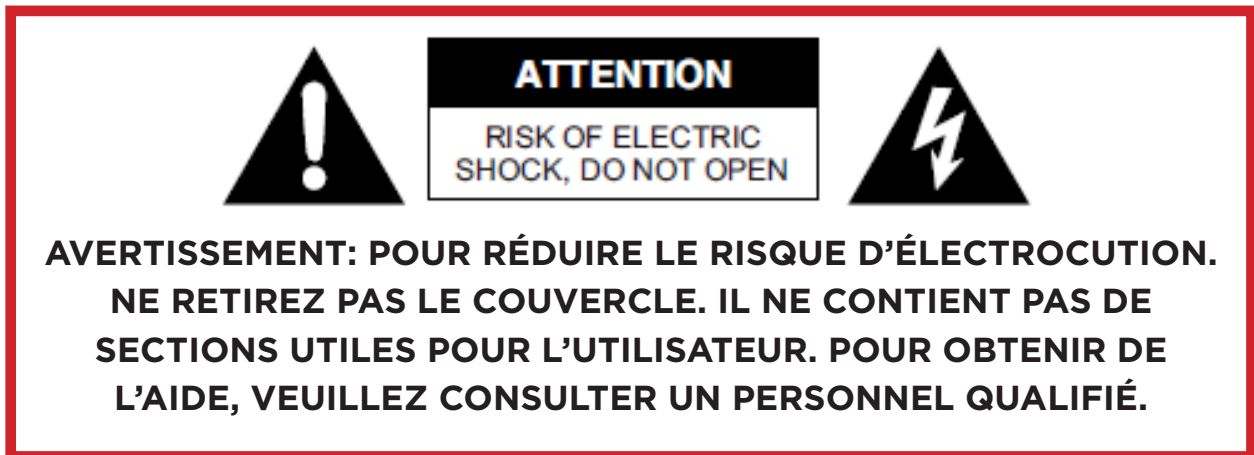 ATTENTION
RISK OF ELECTRIC
SHOCK, DO NOT OPEN
AVERTISSEMENT: POUR RÉDUIRE LE RISQUE D’ÉLECTROCUTION.
NE RETIREZ PAS LE COUVERCLE. IL NE CONTIENT PAS DE
SECTIONS UTILES POUR L’UTILISATEUR. POUR OBTENIR DE
L’AIDE, VEUILLEZ CONSULTER UN PERSONNEL QUALIFIÉ.